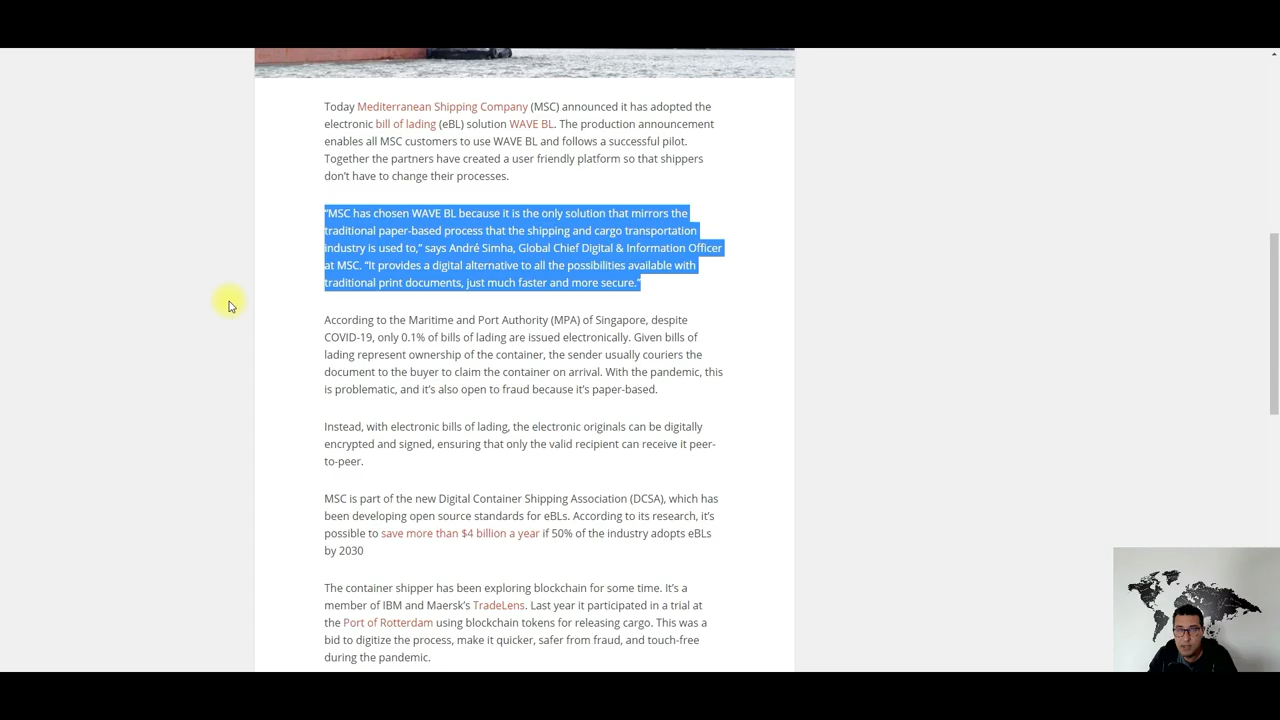 Today Mediterranean Shipping Company (MSC) announced it has adopted the
electronic bill of lading (eBL) solution WAVE BL. The production announcement
enables all MSC customers to use WAVE BL and follows a successful pilot.
Together the partners have created a user friendly platform so that shippers
don’t have to change their processes.
“MSC has chosen WAVE BL because it is the only solution that mirrors the
traditional paper-based process that the shipping and cargo transportation
industry is used to,” says André Simha, Global Chief Digital & Information Officer
at MSC. “It provides a digital alternative to all the possibilities available with
traditional print documents, just much faster and more secure.”
According to the Maritime and Port Authority (MPA) of Singapore, despite
COVID-19, only 0.1% of bills of lading are issued electronically. Given bills of
lading represent ownership of the container, the sender usually couriers the
document to the buyer to claim the container on arrival. With the pandemic, this
is problematic, and it’s also open to fraud because it’s paper-based.
Instead, with electronic bills of lading, the electronic originals can be digitally
encrypted and signed, ensuring that only the valid recipient can receive it peer-
to-peer.
MSC is part of the new Digital Container Shipping Association (DCSA), which has
been developing open source standards for eBLs. According to its research, it’s
possible to save more than $4 billion a year if 50% of the industry adopts eBLs
by 2030
The container shipper has been exploring blockchain for some time. It’s a
member of IBM and Maersk’s TradeLens. Last year it participated in a trial at
the Port of Rotterdam using blockchain tokens for releasing cargo. This was a
bid to digitize the process, make it quicker, safer from fraud, and touch-free
during the pandemic.